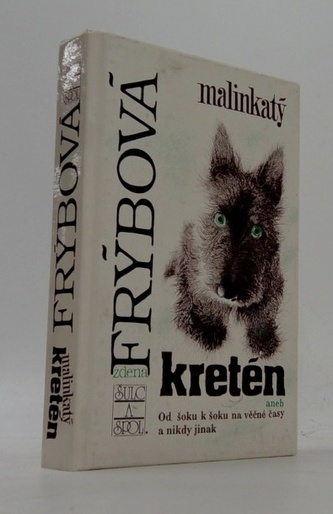 malinkatý
zdena
FRÝBOVÁ
kretén
aneb
Od šoku k šoku na věčné časy
a nikdy jinak
ŠULC
A
SPOL.
FRÝBOVÁ
malinkatý
kretén